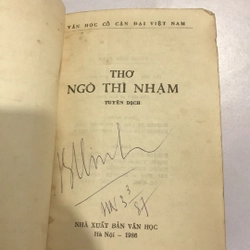 VĂN HỌC CỔ CẬN ĐẠI VIỆT NAM
THƠ
NGÔ THÌ NHẬM
TUYỂN DỊCH
NHÀ XUẤT BẢN VĂN HỌC
Hà Nội – 1986